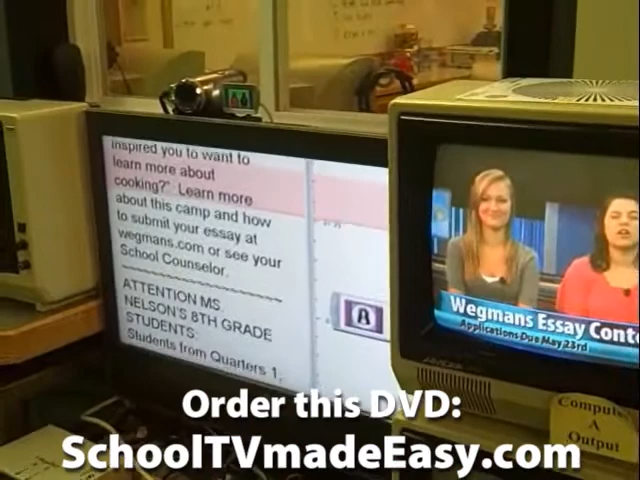 inspired you to want to
learn more about
cooking?". Learn more
about this camp and how
to submit your essay at
wegmans.com or see your
School Counselor.
ATTENTION MS.
NELSON'S 8TH GRADE
STUDENTS:
Students from Quarters 1,
A
Wegmans Essay Conte
Applications Due May 23rd
Computer
A
Output
Order this DVD:
SchoolTVmadeEasy.com